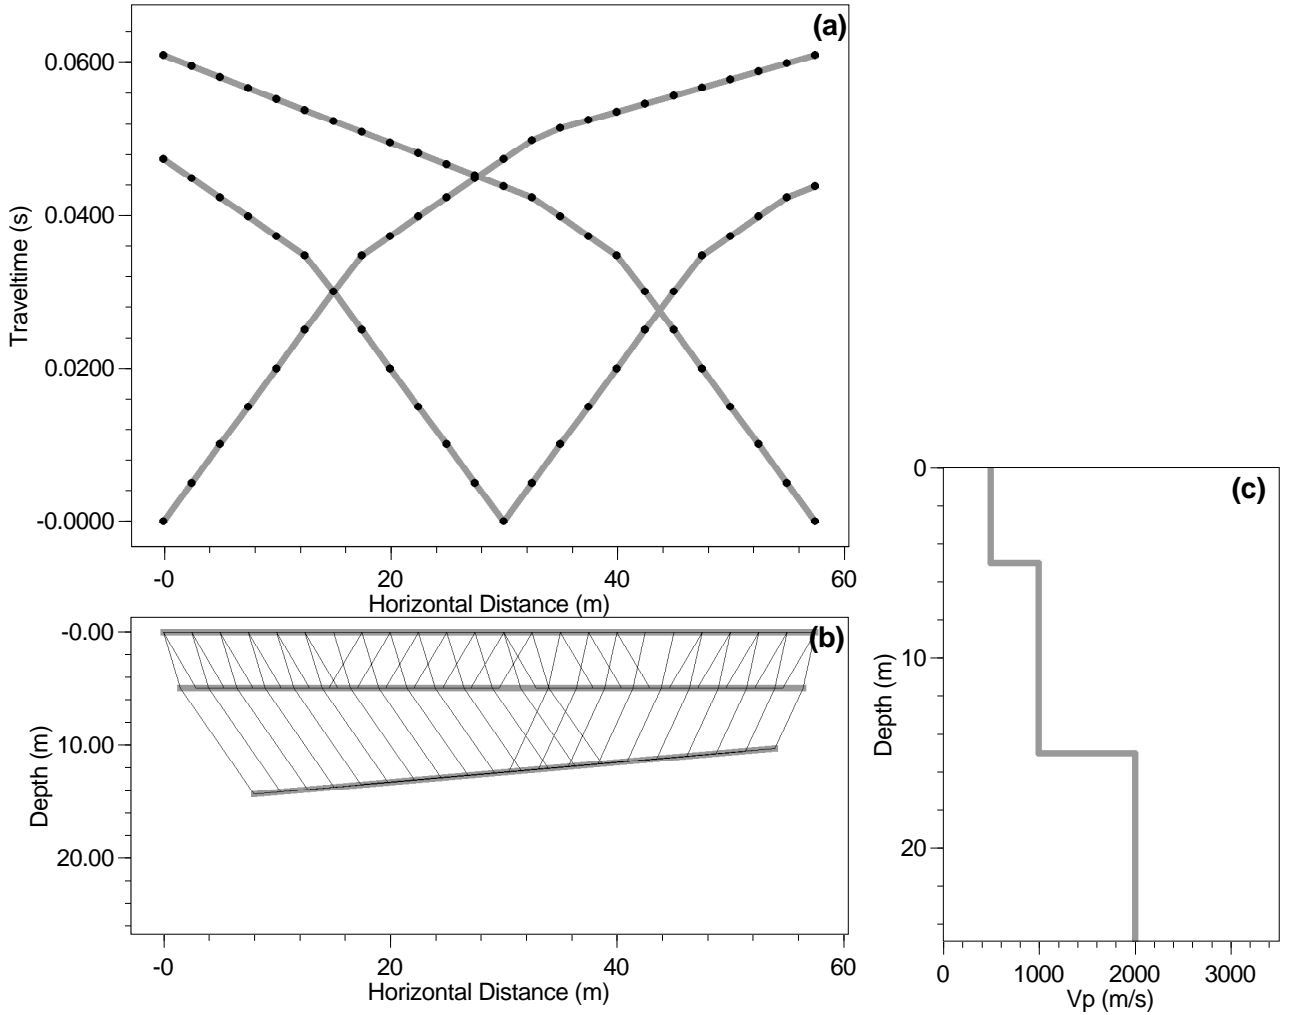 (a)
0.0600
0.0400
0.0200
-0.0000
Traveltime (s)
-0 20 40 60
Horizontal Distance (m)
(b)
-0.00
10.00
20.00
Depth (m)
-0 20 40 60
Horizontal Distance (m)
(c)
0
10
20
Depth (m)
0 1000 2000 3000
Vp (m/s)